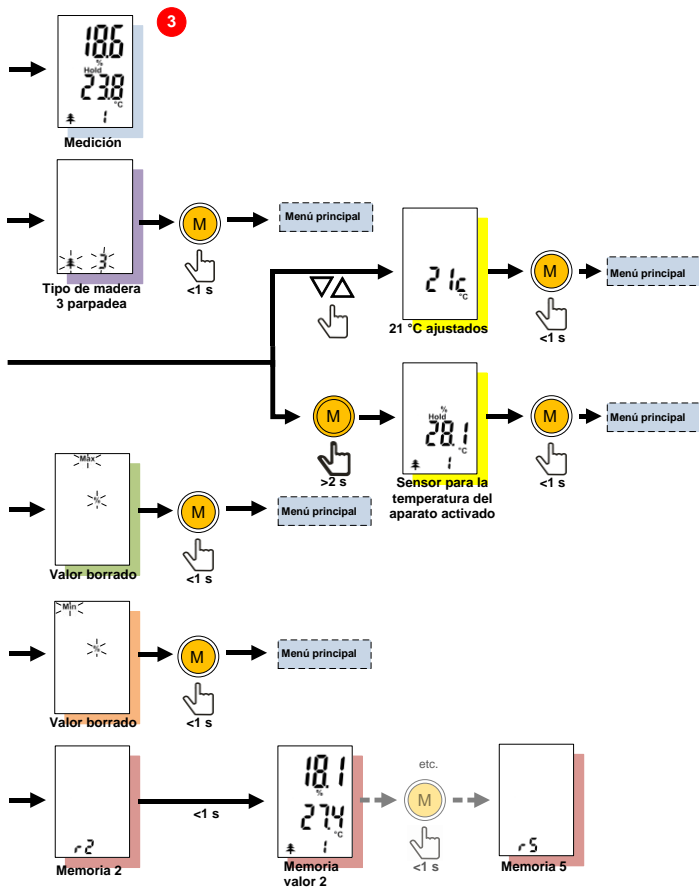 3
18.6
%
Hold
23.8
°C
1
Medición
3
Tipo de madera
3 parpadea
M
<1 s
Menú principal
21c
°C
21 °C ajustados
M
<1 s
Menú principal
M
>2 s
%
Hold
28.1
°C
1
Sensor para la
temperatura del
aparato activado
M
<1 s
Menú principal
Max
%
Valor borrado
M
<1 s
Menú principal
Min
%
Valor borrado
M
<1 s
Menú principal
r2
Memoria 2
<1 s
18.1
%
27.4
°C
1
Memoria
valor 2
etc.
M
<1 s
r5
Memoria 5